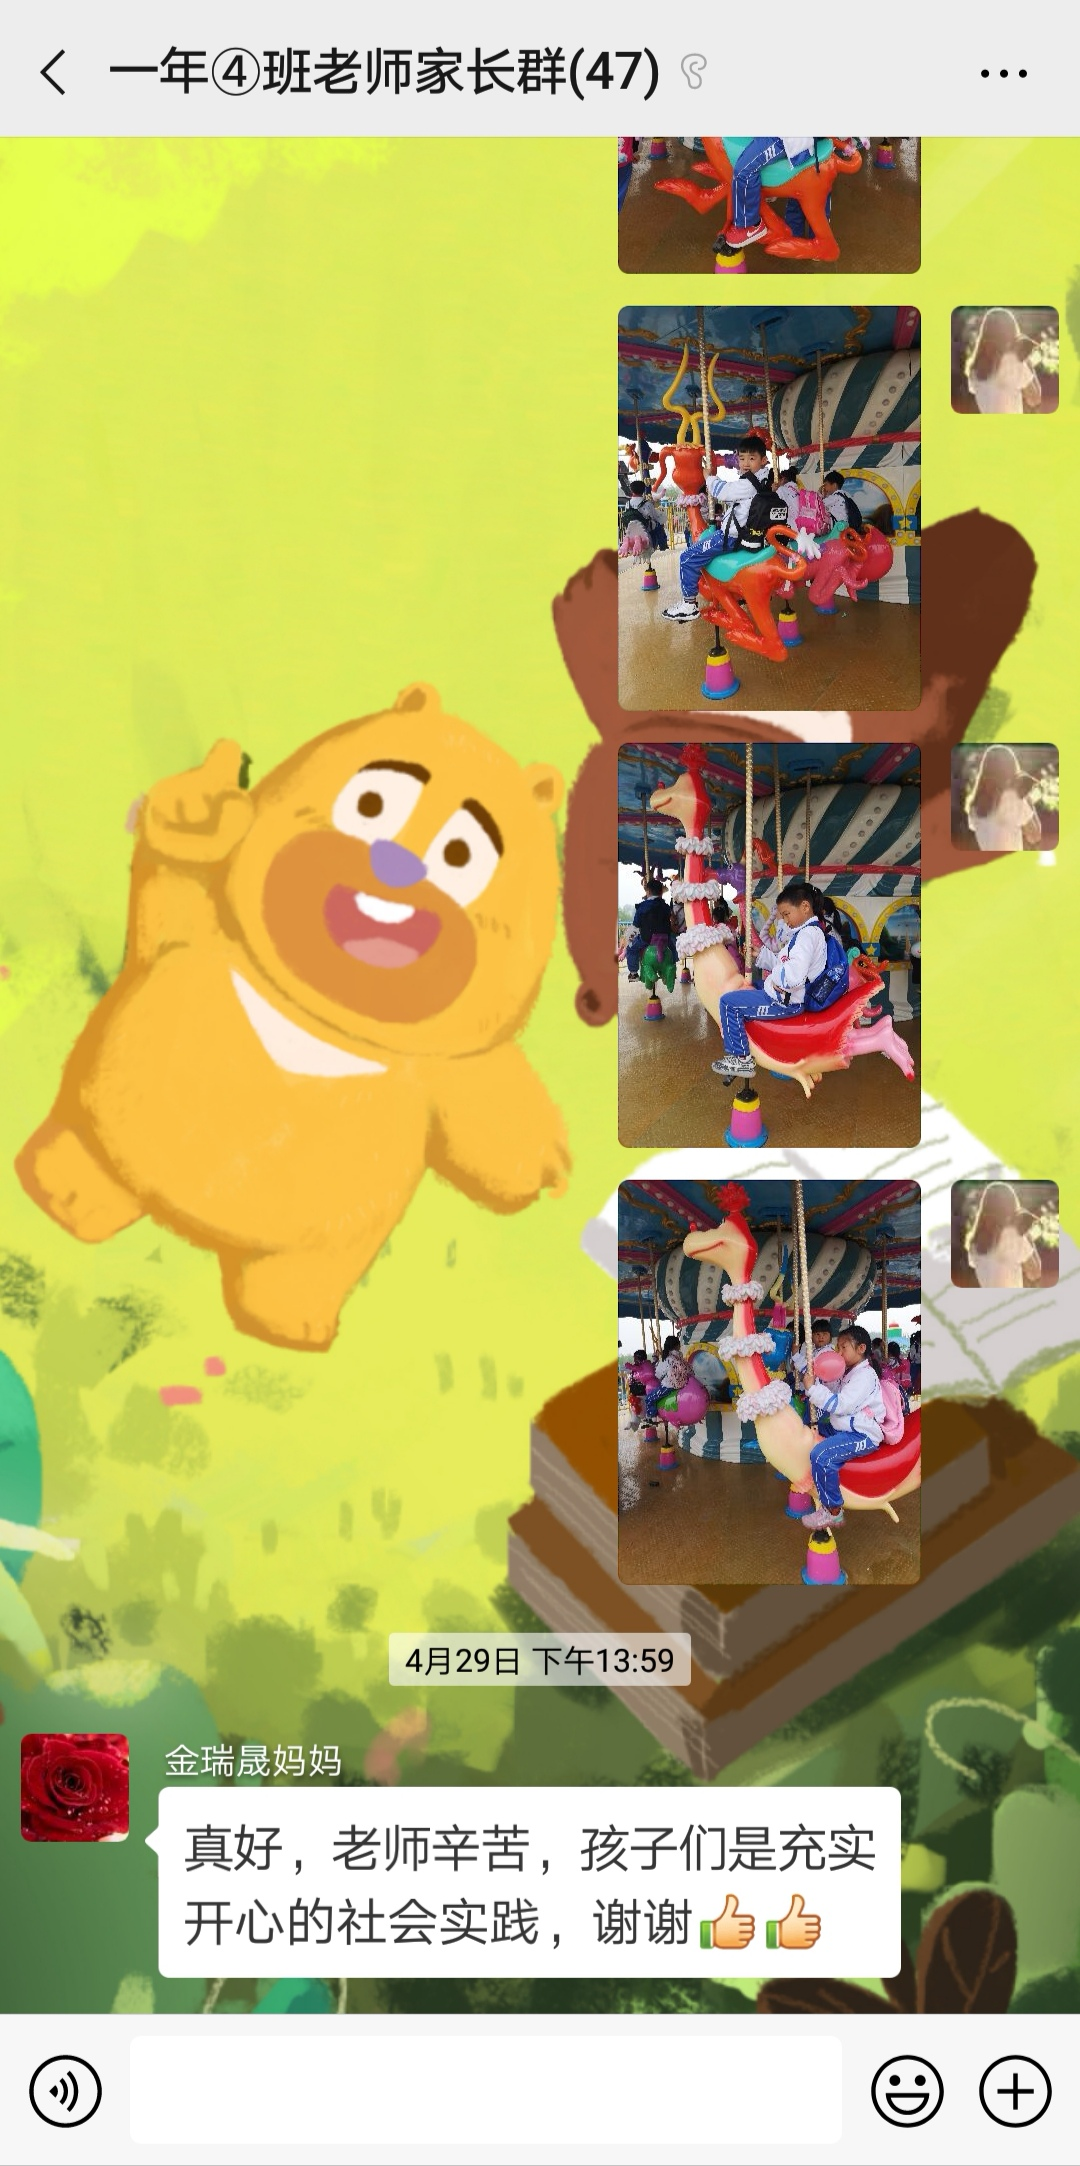 一年④班老师家长群(47)
4月29日 下午13:59
金瑞晟妈妈
真好，老师辛苦，孩子们是充实
开心的社会实践，谢谢👍👍